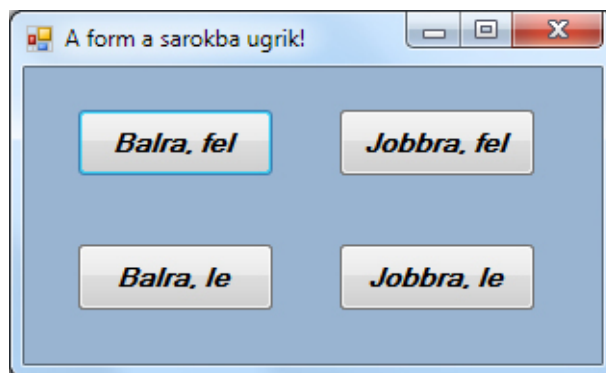 A form a sarokba ugrik!
Balra, fel
Jobbra, fel
Balra, le
Jobbra, le